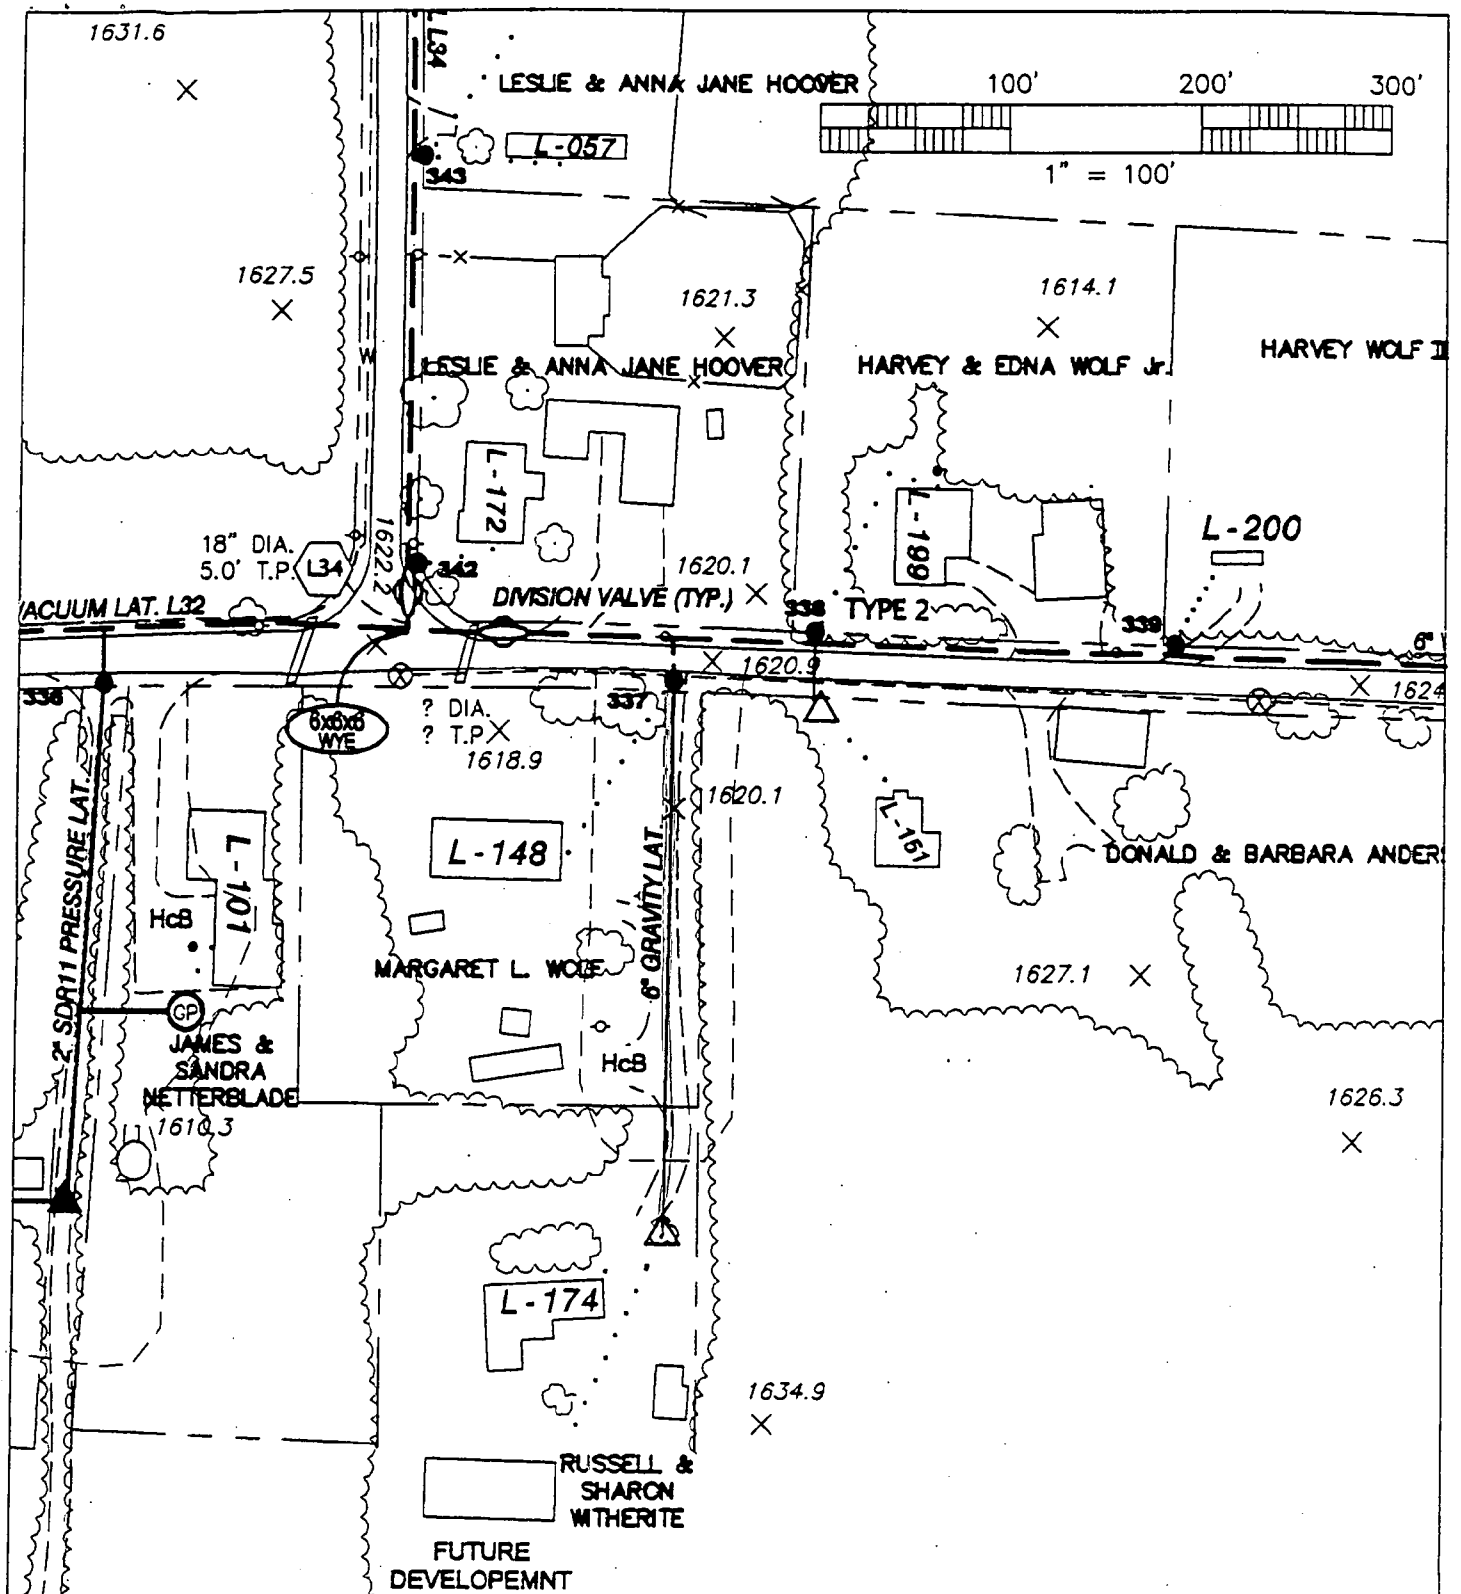 1631.6
L34
LESLIE & ANNA JANE HOOVER
100'
200'
300'
1" = 100'
L-057
343
1627.5
1621.3
1614.1
W
LESLIE & ANNA JANE HOOVER
HARVEY & EDNA WOLF Jr.
HARVEY WOLF III
L-172
L-199
L-200
18" DIA.
5.0' T.P.
L34
1622.2
342
1620.1
ACUUM LAT. L32
DIVISION VALVE (TYP.)
338
TYPE 2
339
6"
1620.9
1624
336
337
6x6x6
WYE
? DIA.
? T.P.
1618.9
1620.1
2" SDR11 PRESSURE LAT.
L-101
L-148
6" GRAVITY LAT.
L-151
DONALD & BARBARA ANDER
HcB
MARGARET L. WOLF
1627.1
GP
JAMES &
SANDRA
NETTERBLADE
HcB
1610.3
1626.3
L-174
1634.9
RUSSELL &
SHARON
WITHERITE
FUTURE
DEVELOPEMNT